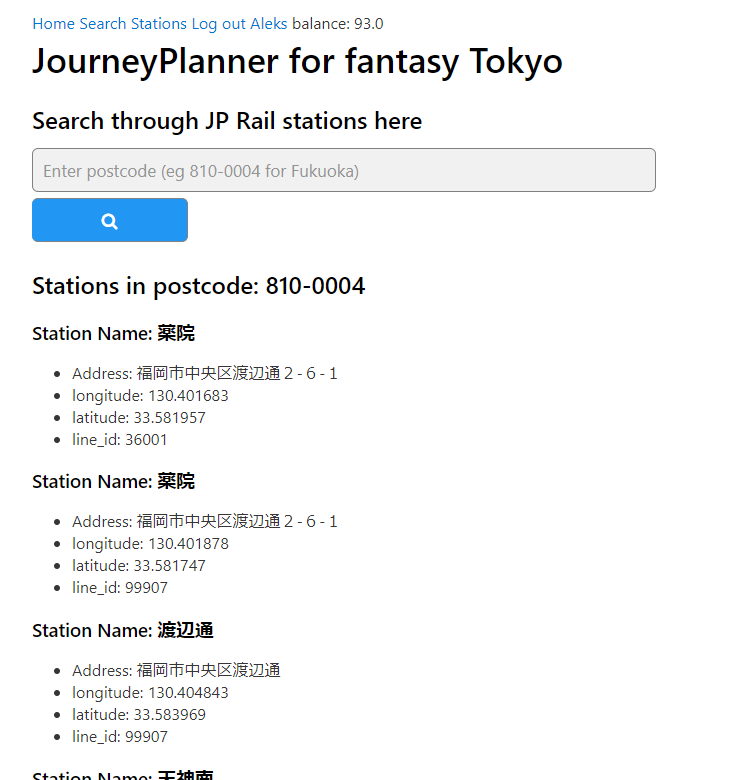 Home Search Stations Log out Aleks balance: 93.0
JourneyPlanner for fantasy Tokyo
Search through JP Rail stations here
Enter postcode (eg 810-0004 for Fukuoka)
Stations in postcode: 810-0004
Station Name: 薬院
Address: 福岡市中央区渡辺通２-６-１
longitude: 130.401683
latitude: 33.581957
line_id: 36001
Station Name: 薬院
Address: 福岡市中央区渡辺通２-６-１
longitude: 130.401878
latitude: 33.581747
line_id: 99907
Station Name: 渡辺通
Address: 福岡市中央区渡辺通
longitude: 130.404843
latitude: 33.583969
line_id: 99907
Station Name: 天神南